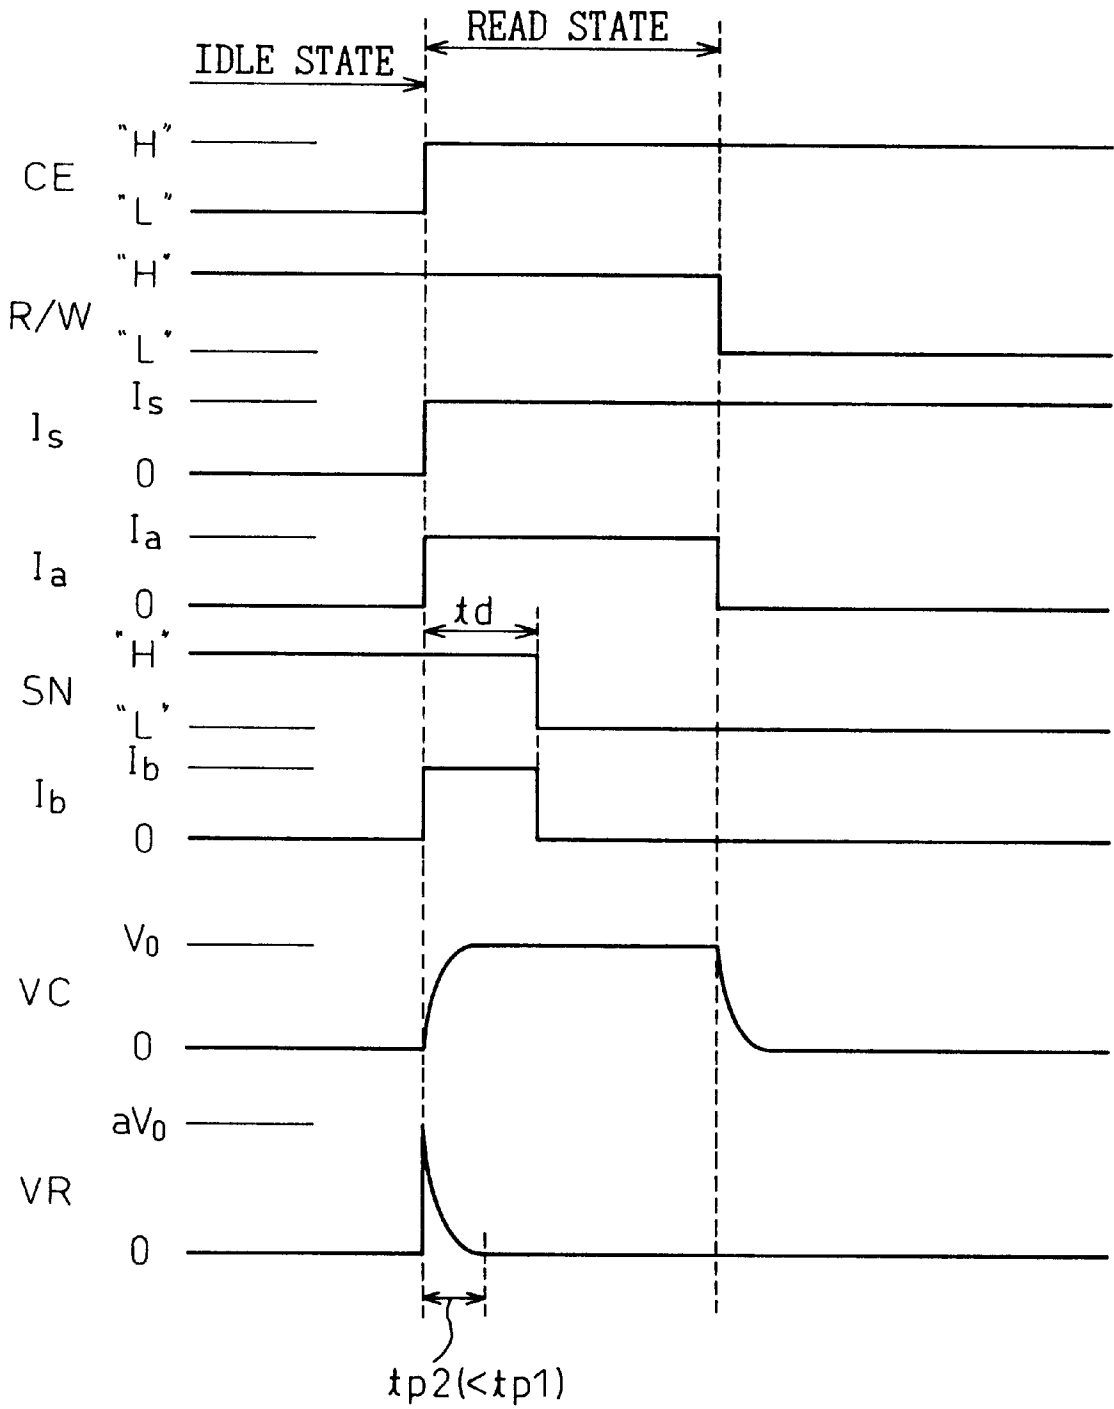 READ STATE
IDLE STATE
CE
"H"
"L"
R/W
"H"
"L"
Is
Is
0
Ia
Ia
0
td
SN
"H"
"L"
Ib
Ib
0
VC
V0
0
VR
aV0
0
tp2(<tp1)